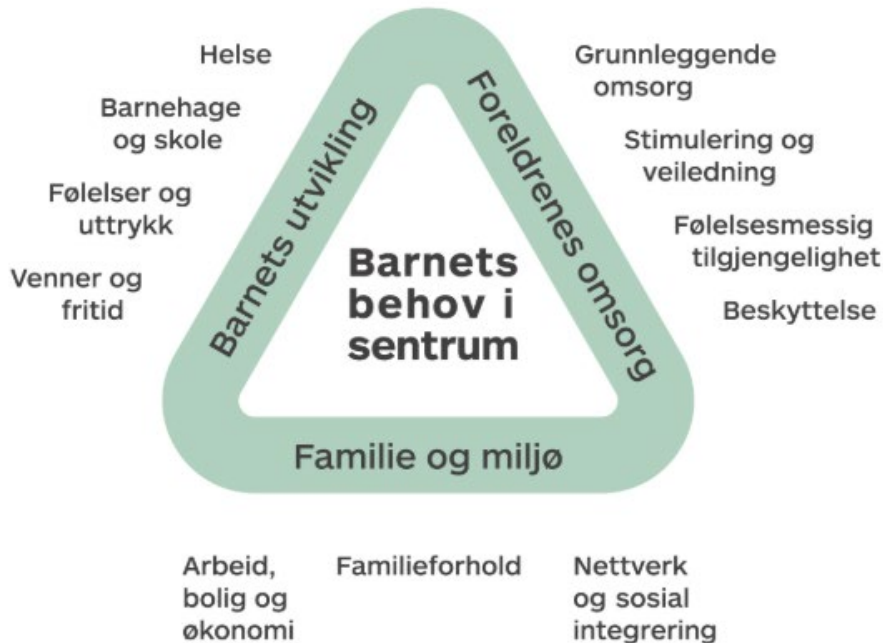 Helse
Barnehage
og skole
Følelser og
uttrykk
Venner og
fritid
Barnets utvikling
Foreldrenes omsorg
Grunnleggende
omsorg
Stimulering og
veiledning
Følelsesmessig
tilgjengelighet
Beskyttelse
Barnets
behov i
sentrum
Familie og miljø
Arbeid,
bolig og
økonomi
Familieforhold
Nettverk
og sosial
integrering